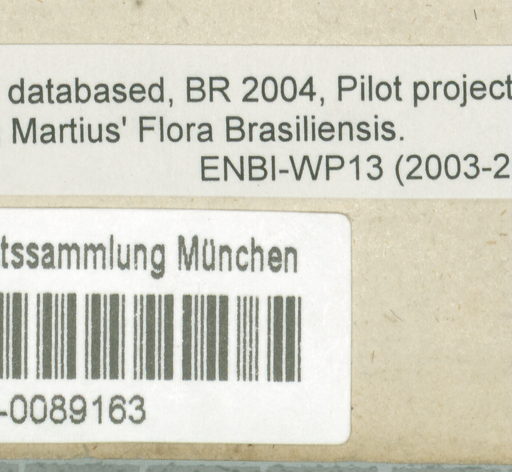 databased, BR 2004, Pilot project
Martius' Flora Brasiliensis.
ENBI-WP13 (2003-2
tssammlung München
-0089163